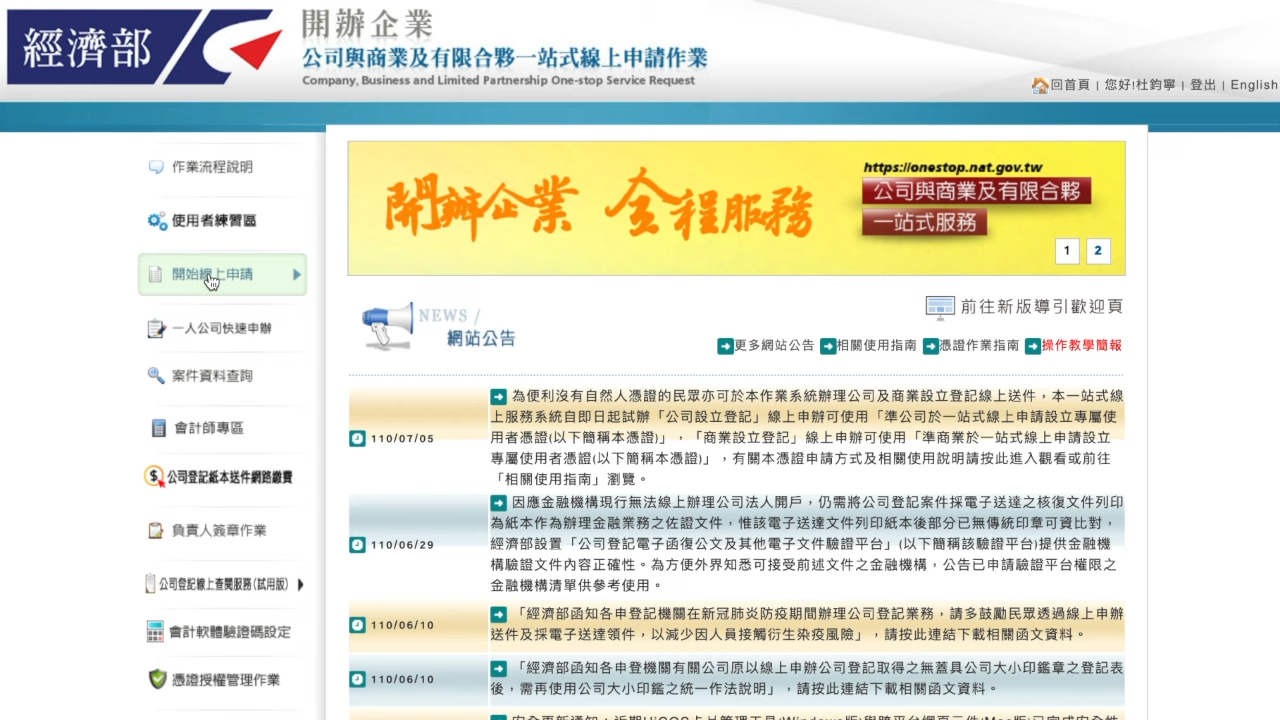 經濟部
開辦企業
公司與商業及有限合夥一站式線上申請作業
Company, Business and Limited Partnership One-stop Service Request
回首頁 | 您好!杜鈞寧 | 登出 | English
作業流程說明
使用者練習區
開始線上申請
一人公司快速申辦
案件資料查詢
會計師專區
公司登記紙本送件網路繳費
負責人簽章作業
公司登記線上查閱服務(試用版)
會計軟體驗證碼設定
憑證授權管理作業
開辦企業 全程服務
https://onestop.nat.gov.tw
公司與商業及有限合夥
一站式服務
1 2
NEWS /
網站公告
前往新版導引歡迎頁
更多網站公告 相關使用指南 憑證作業指南 操作教學簡報
110/07/05
為便利沒有自然人憑證的民眾亦可於本作業系統辦理公司及商業設立登記線上送件，本一站式線
上服務系統自即日起試辦「公司設立登記」線上申辦可使用「準公司於一站式線上申請設立專屬使
用者憑證(以下簡稱本憑證)」，「商業設立登記」線上申辦可使用「準商業於一站式線上申請設立
專屬使用者憑證(以下簡稱本憑證)」，有關本憑證申請方式及相關使用說明請按此進入觀看或前往
「相關使用指南」瀏覽。
110/06/29
因應金融機構現行無法線上辦理公司法人開戶，仍需將公司登記案件採電子送達之核復文件列印
為紙本作為辦理金融業務之佐證文件，惟該電子送達文件列印紙本後部分已無傳統印章可資比對，
經濟部設置「公司登記電子函復公文及其他電子文件驗證平台」(以下簡稱該驗證平台)提供金融機
構驗證文件內容正確性。為方便外界知悉可接受前述文件之金融機構，公告已申請驗證平台權限之
金融機構清單供參考使用。
110/06/10
「經濟部函知各申登記機關在新冠肺炎防疫期間辦理公司登記業務，請多鼓勵民眾透過線上申辦
送件及採電子送達領件，以減少因人員接觸衍生染疫風險」，請按此連結下載相關函文資料。
110/06/10
「經濟部函知各申登機關有關公司原以線上申辦公司登記取得之無蓋具公司大小印鑑章之登記表
後，需再使用公司大小印鑑之統一作法說明」，請按此連結下載相關函文資料。